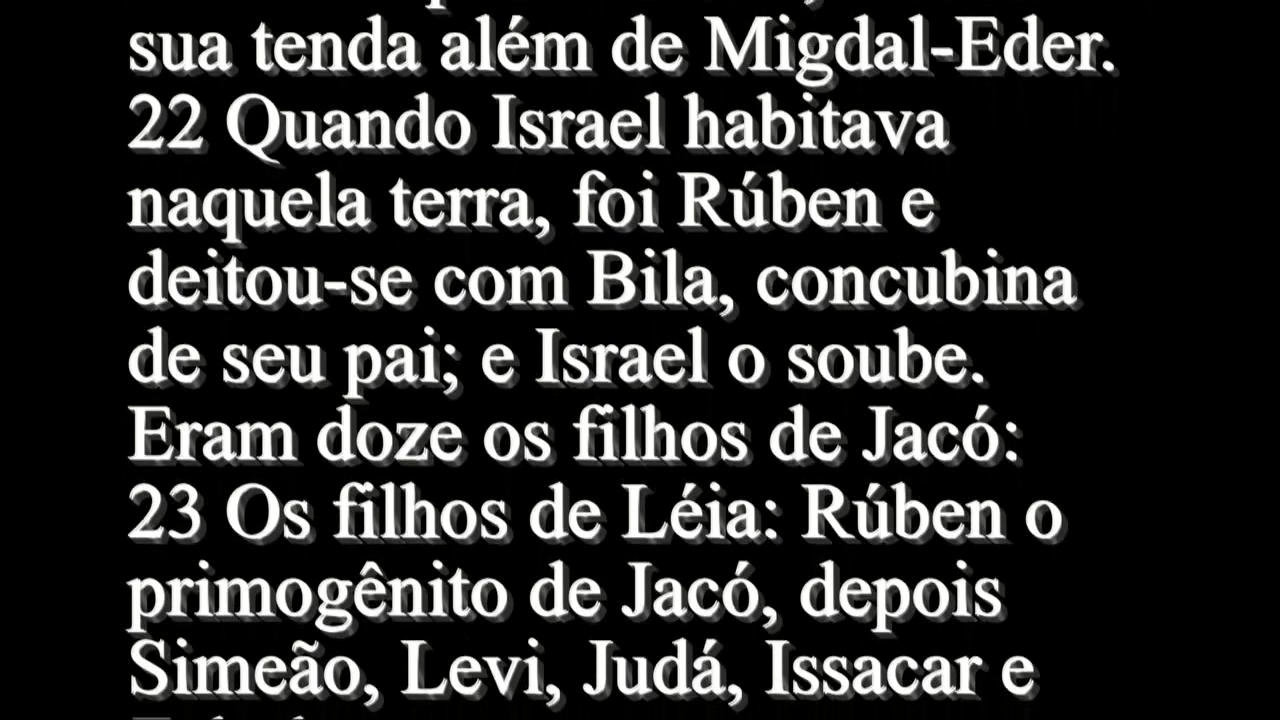 sua tenda além de Migdal-Eder.
22 Quando Israel habitava
naquela terra, foi Rúben e
deitou-se com Bila, concubina
de seu pai; e Israel o soube.
Eram doze os filhos de Jacó:
23 Os filhos de Léia: Rúben o
primogênito de Jacó, depois
Simeão, Levi, Judá, Issacar e